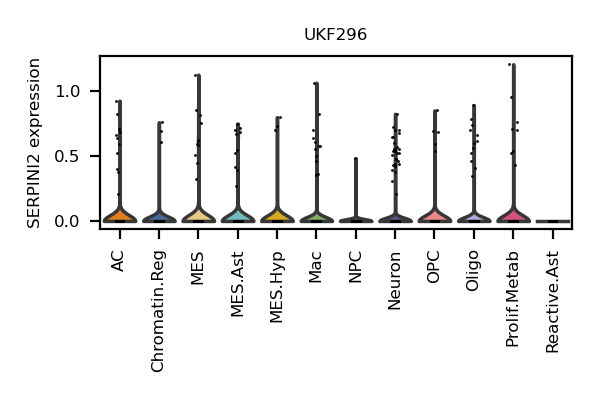 UKF296
SERPINI2 expression
1.0
0.5
0.0
AC
Chromatin.Reg
MES
MES.Ast
MES.Hyp
Mac
NPC
Neuron
OPC
Oligo
Prolif.Metab
Reactive.Ast